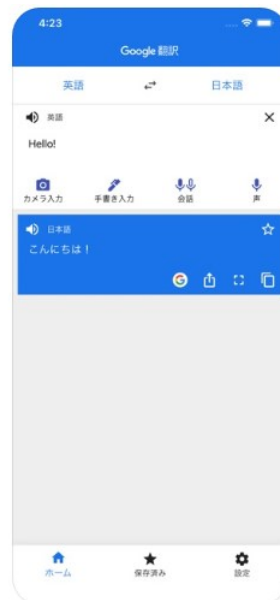 4:23
Google 翻訳
英語 日本語
英語
Hello!
カメラ入力 手書き入力 会話 声
日本語
こんにちは！
G
ホーム 保存済み 設定